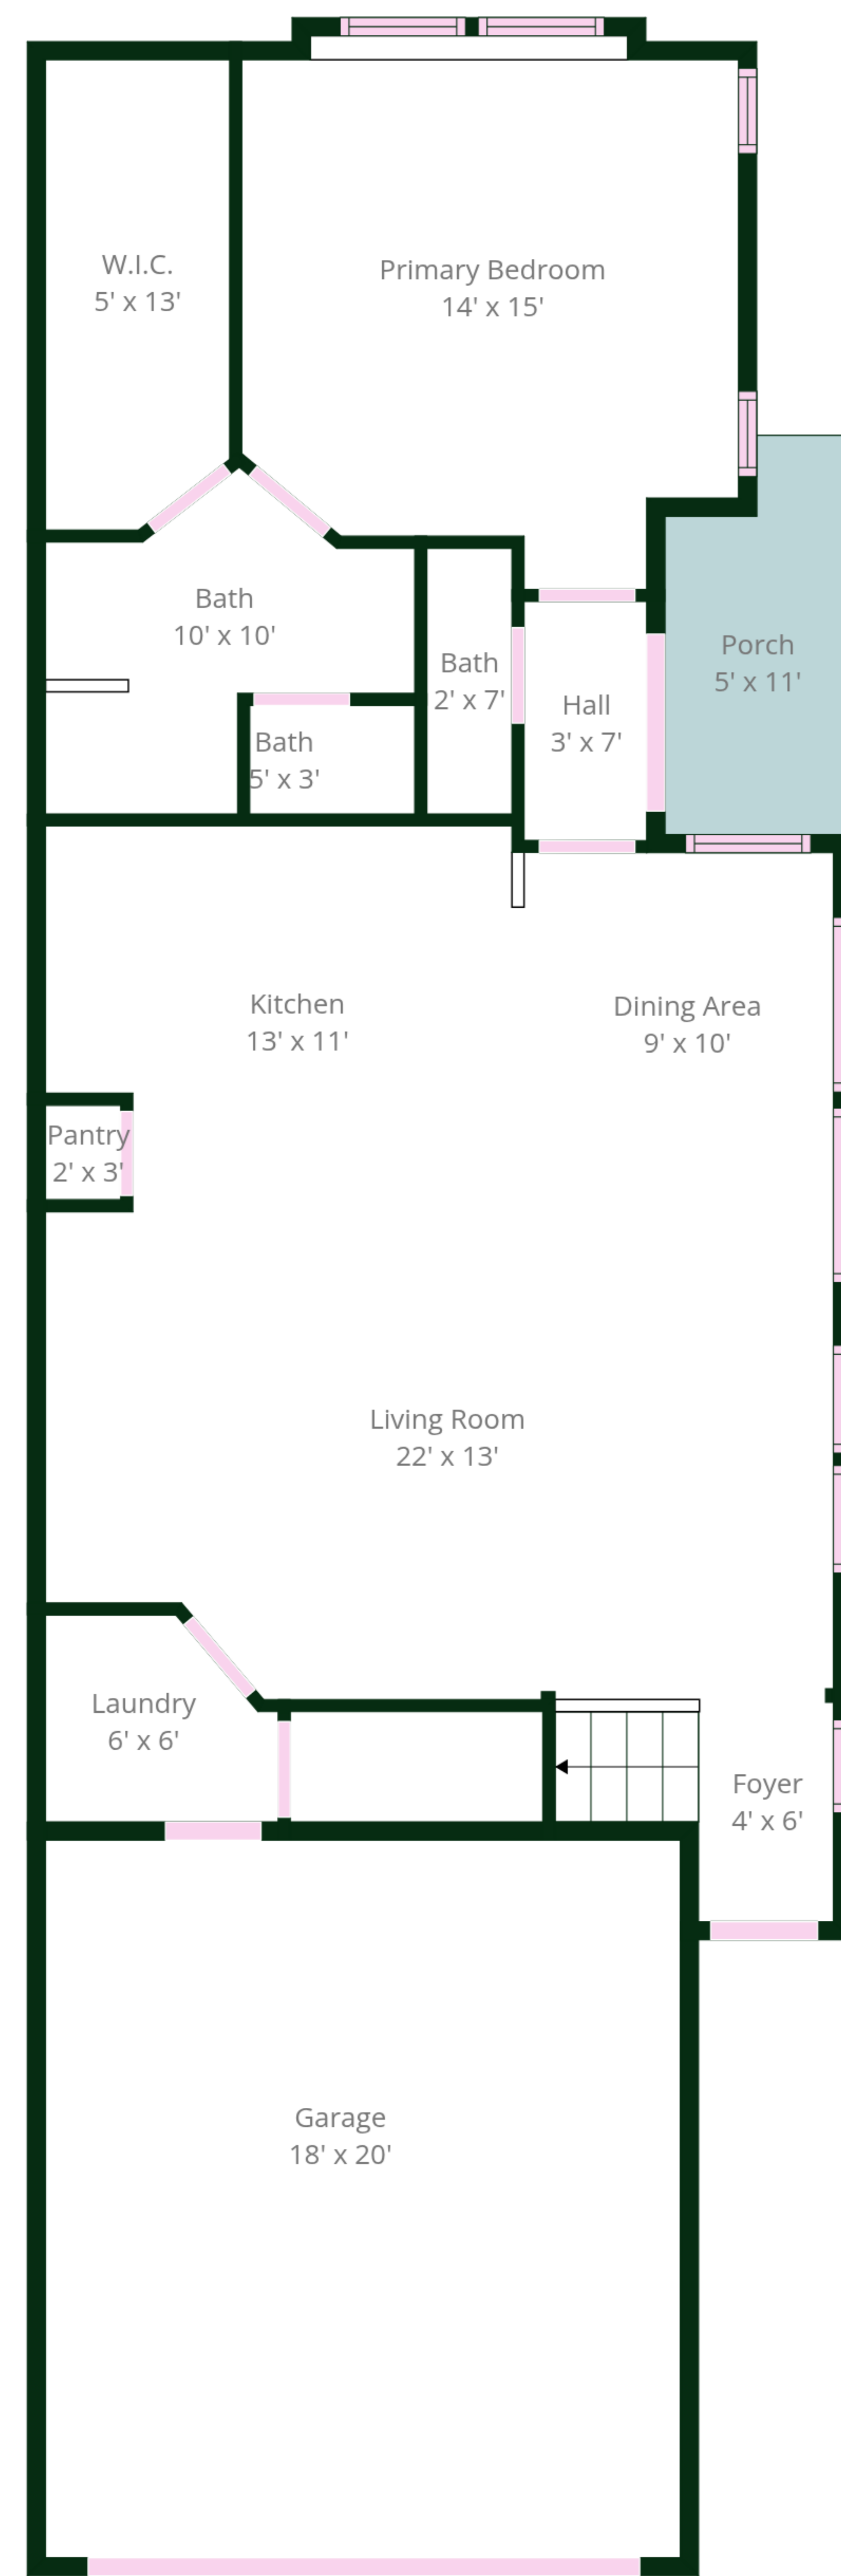 W.I.C.
5' x 13'
Primary Bedroom
14' x 15'
Bath
10' x 10'
Bath
2' x 7'
Hall
3' x 7'
Porch
5' x 11'
Bath
5' x 3'
Kitchen
13' x 11'
Dining Area
9' x 10'
Pantry
2' x 3'
Living Room
22' x 13'
Laundry
6' x 6'
Foyer
4' x 6'
Garage
18' x 20'